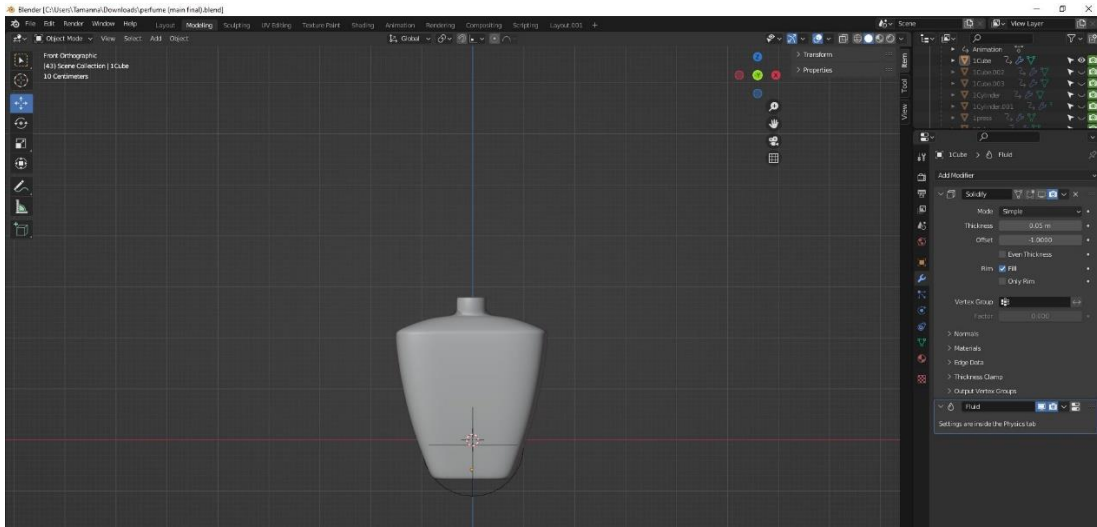 Blender [C:\Users\Tamanna\Downloads\perfume (main final).blend]
File Edit Render Window Help Layout Modeling Sculpting UV Editing Texture Paint Shading Animation Rendering Compositing Scripting Layout.001 + Scene View Layer
Object Mode View Select Add Object Global
Front Orthographic
(43) Scene Collection | 1Cube
10 Centimeters
Transform
Properties
Item
Tool
View
Animation
1Cube
1Cube.002
1Cube.003
1Cylinder
1Cylinder.001
1press
1Cube > Fluid
Add Modifier
Solidify
Mode Simple
Thickness 0.05 m
Offset -1.0000
Even Thickness
Rim Fill
Only Rim
Vertex Group
Factor 0.000
Normals
Materials
Edge Data
Thickness Clamp
Output Vertex Groups
Fluid
Settings are inside the Physics tab